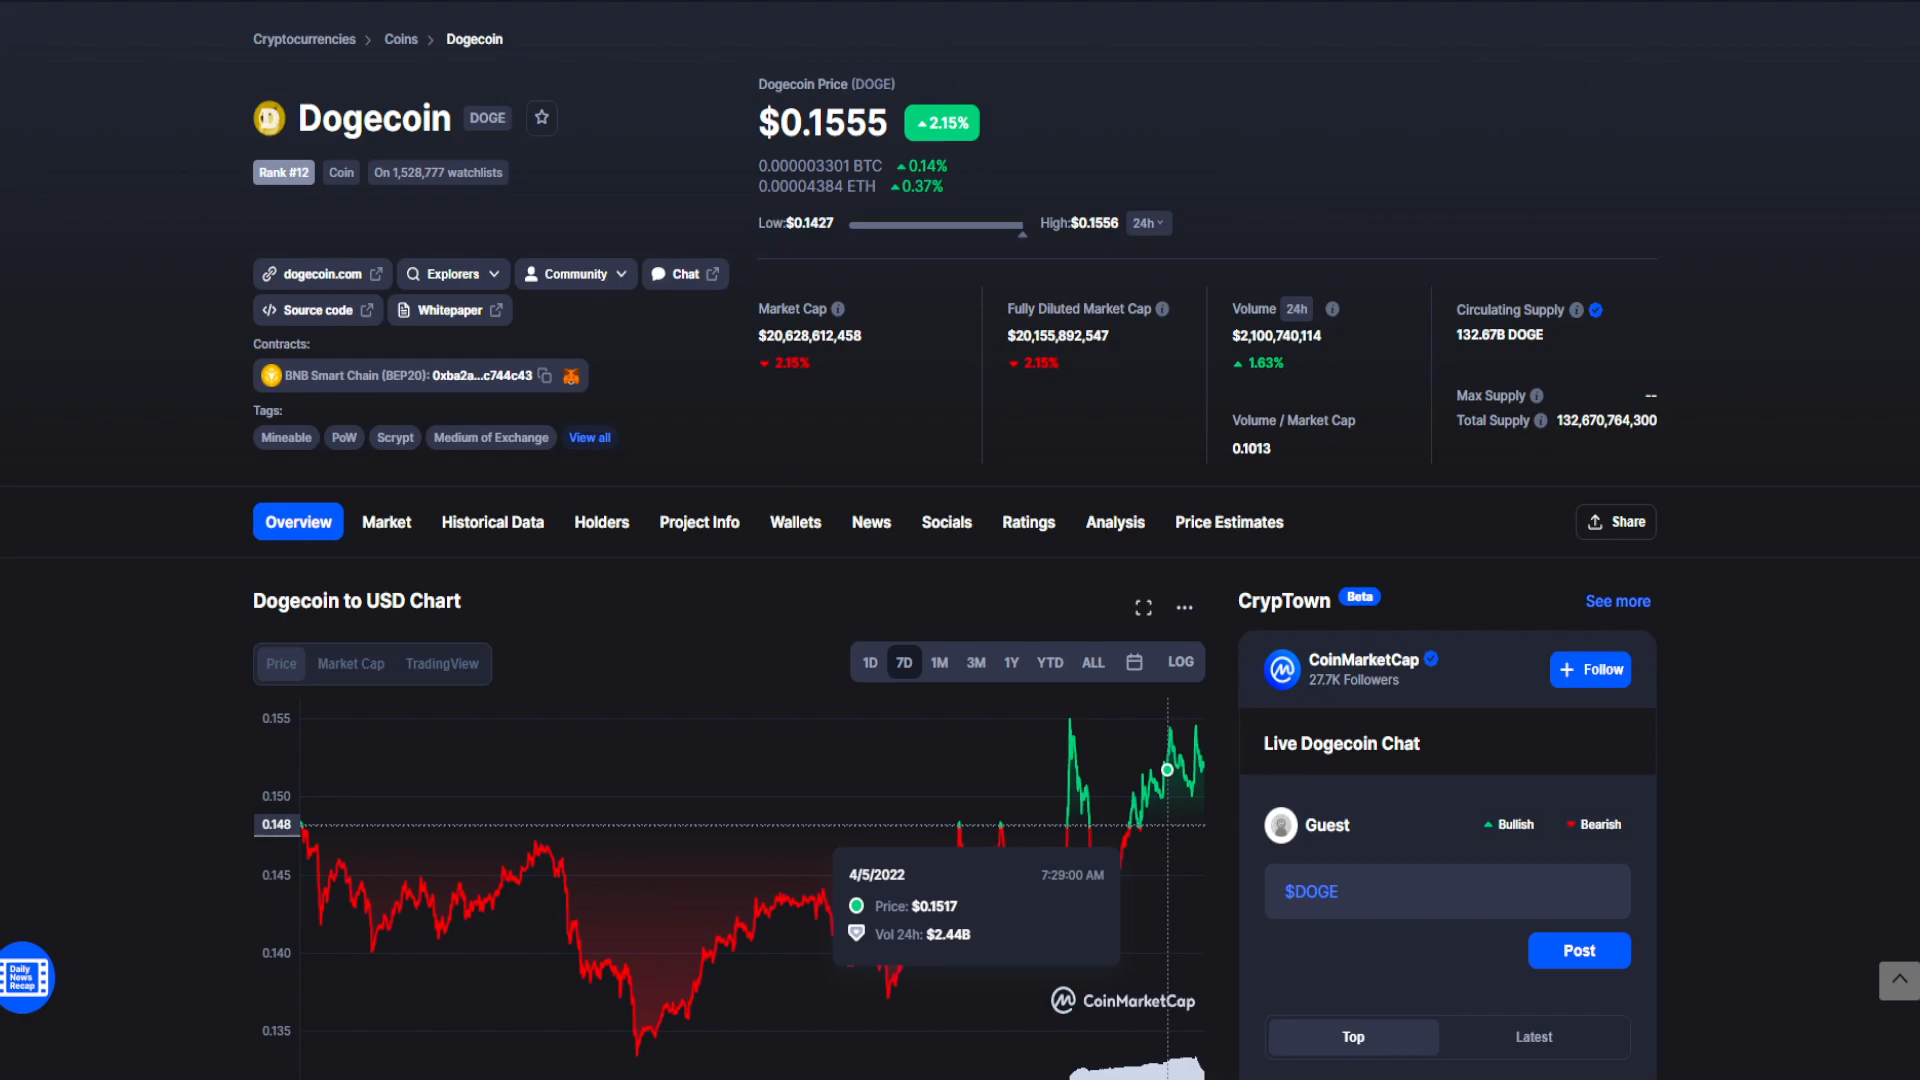 Cryptocurrencies > Coins > Dogecoin
Dogecoin DOGE
Rank #12 Coin On 1,528,777 watchlists
dogecoin.com Explorers Community Chat
Source code Whitepaper
Contracts:
BNB Smart Chain (BEP20): 0xba2a...c744c43
Tags:
Mineable PoW Scrypt Medium of Exchange View all
Dogecoin Price (DOGE)
$0.1555 2.15%
0.000003301 BTC 0.14%
0.00004384 ETH 0.37%
Low:$0.1427 High:$0.1556 24h
Market Cap
$20,628,612,458
2.15%
Fully Diluted Market Cap
$20,155,892,547
2.15%
Volume 24h
$2,100,740,114
1.63%
Volume / Market Cap
0.1013
Circulating Supply
132.67B DOGE
Max Supply --
Total Supply 132,670,764,300
Overview Market Historical Data Holders Project Info Wallets News Socials Ratings Analysis Price Estimates Share
Dogecoin to USD Chart
Price Market Cap TradingView
1D 7D 1M 3M 1Y YTD ALL LOG
0.155
0.150
0.148
0.145
0.140
0.135
4/5/2022 7:29:00 AM
Price: $0.1517
Vol 24h: $2.44B
CoinMarketCap
CrypTown Beta See more
CoinMarketCap
27.7K Followers
+ Follow
Live Dogecoin Chat
Guest Bullish Bearish
$DOGE
Post
Top Latest
Daily
News
Recap